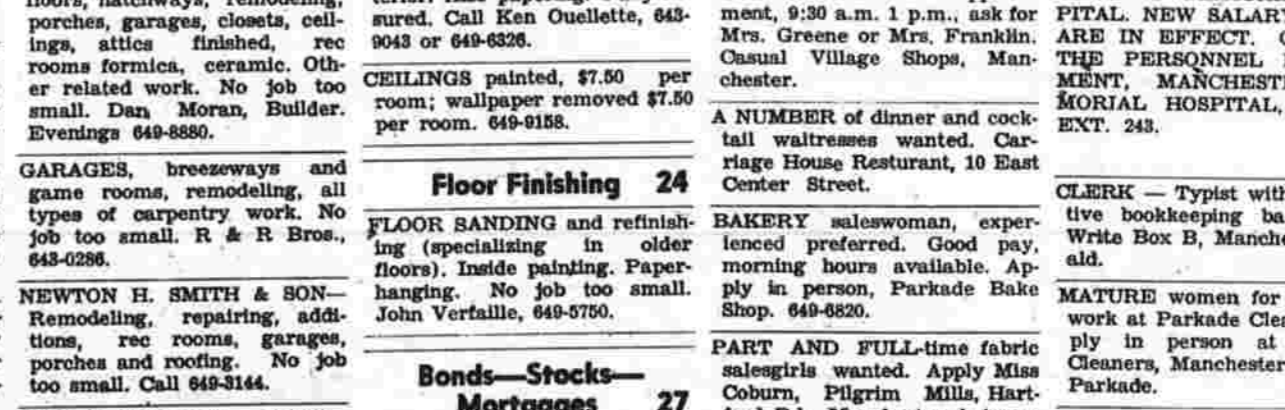 porches, garages, closets, ceil-
ings, attics finished, rec
rooms formica, ceramic. Oth-
er related work. No job too
small. Dan Moran, Builder.
Evenings 649-8880.
GARAGES, breezeways and
game rooms, remodeling, all
types of carpentry work. No
job too small. R & R Bros.,
643-0286.
NEWTON H. SMITH & SON—
Remodeling, repairing, addi-
tions, rec rooms, garages,
porches and roofing. No job
too small. Call 649-3144.
sured. Call Ken Ouellette, 643-
9043 or 649-6326.
CEILINGS painted, $7.50 per
room; wallpaper removed $7.50
per room. 649-9158.
Floor Finishing 24
FLOOR SANDING and refinish-
ing (specializing in older
floors). Inside painting. Paper-
hanging. No job too small.
John Verfaille, 649-5750.
Bonds—Stocks—
Mortgages 27
ment, 9:30 a.m. 1 p.m., ask for
Mrs. Greene or Mrs. Franklin.
Casual Village Shops, Man-
chester.
A NUMBER of dinner and cock-
tail waitresses wanted. Car-
riage House Resturant, 10 East
Center Street.
BAKERY saleswoman, exper-
ienced preferred. Good pay,
morning hours available. Ap-
ply in person, Parkade Bake
Shop. 649-6820.
PART AND FULL-time fabric
salesgirls wanted. Apply Miss
Coburn, Pilgrim Mills, Hart-
PITAL. NEW SALAR
ARE IN EFFECT.
THE PERSONNEL
MENT, MANCHEST
MORIAL HOSPITAL,
EXT. 243.
CLERK — Typist with
tive bookkeeping ba
Write Box B, Manche
ald.
MATURE women for
work at Parkade Clea
ply in person at
Cleaners, Manchester
Parkade.